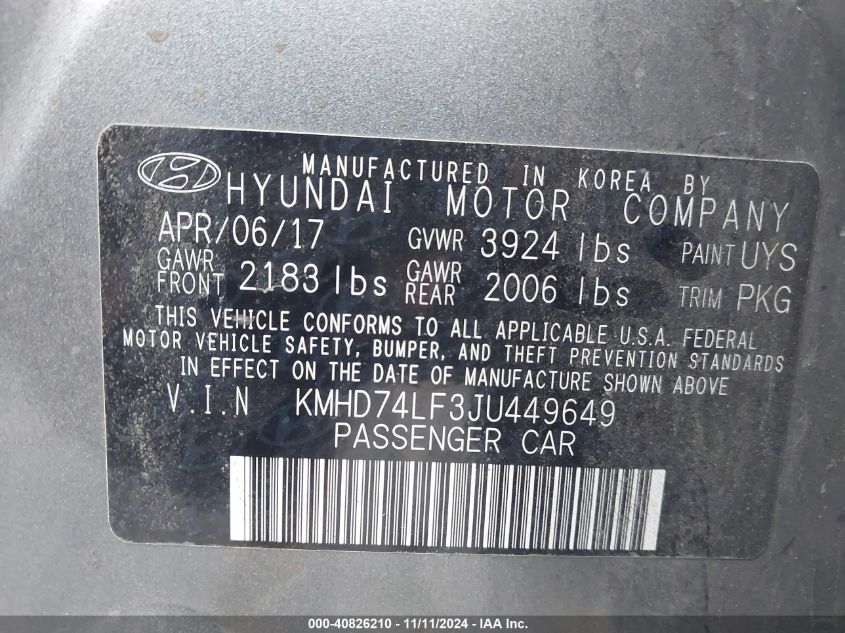 MANUFACTURED IN KOREA BY
HYUNDAI MOTOR COMPANY
APR/06/17 GVWR 3924 lbs PAINT UYS
GAWR FRONT 2183 lbs GAWR REAR 2006 lbs TRIM PKG
THIS VEHICLE CONFORMS TO ALL APPLICABLE U.S.A. FEDERAL
MOTOR VEHICLE SAFETY, BUMPER, AND THEFT PREVENTION STANDARDS
IN EFFECT ON THE DATE OF MANUFACTURE SHOWN ABOVE
V.I.N KMHD74LF3JU449649
PASSENGER CAR
000-40826210 - 11/11/2024 - IAA Inc.